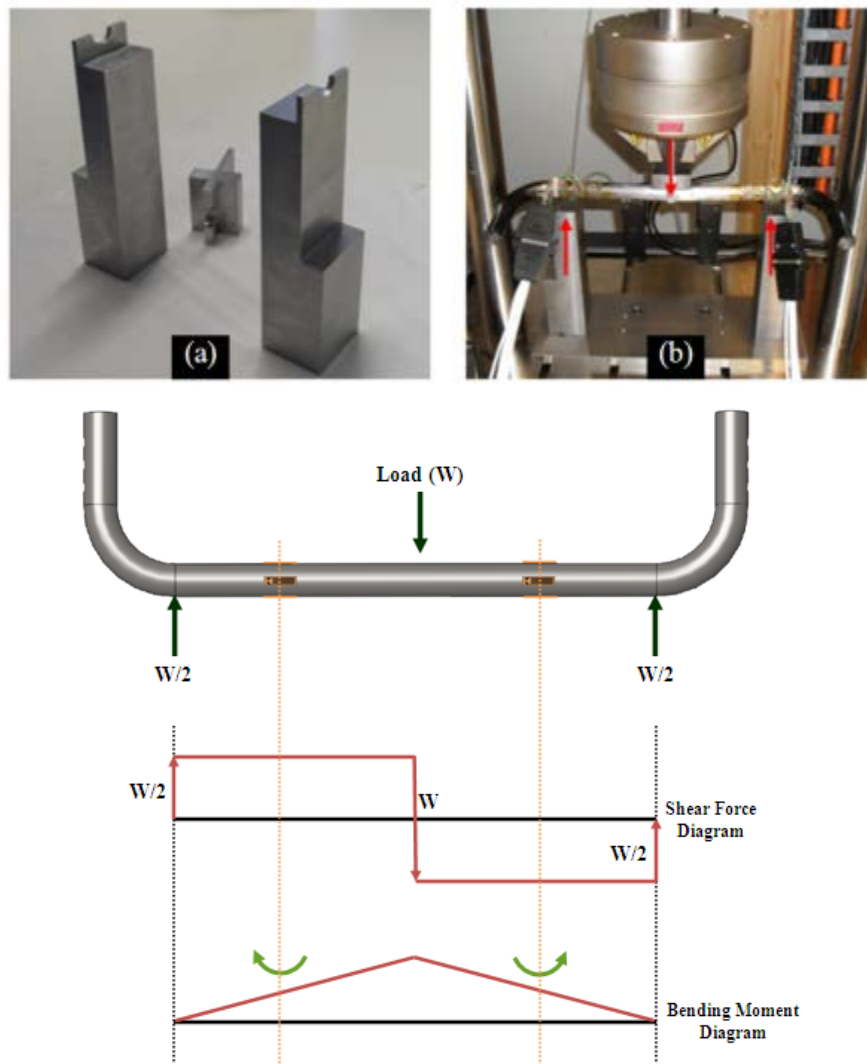 (a)
(b)
Load (W)
W/2
W/2
W/2
W
Shear Force
Diagram
W/2
Bending Moment
Diagram